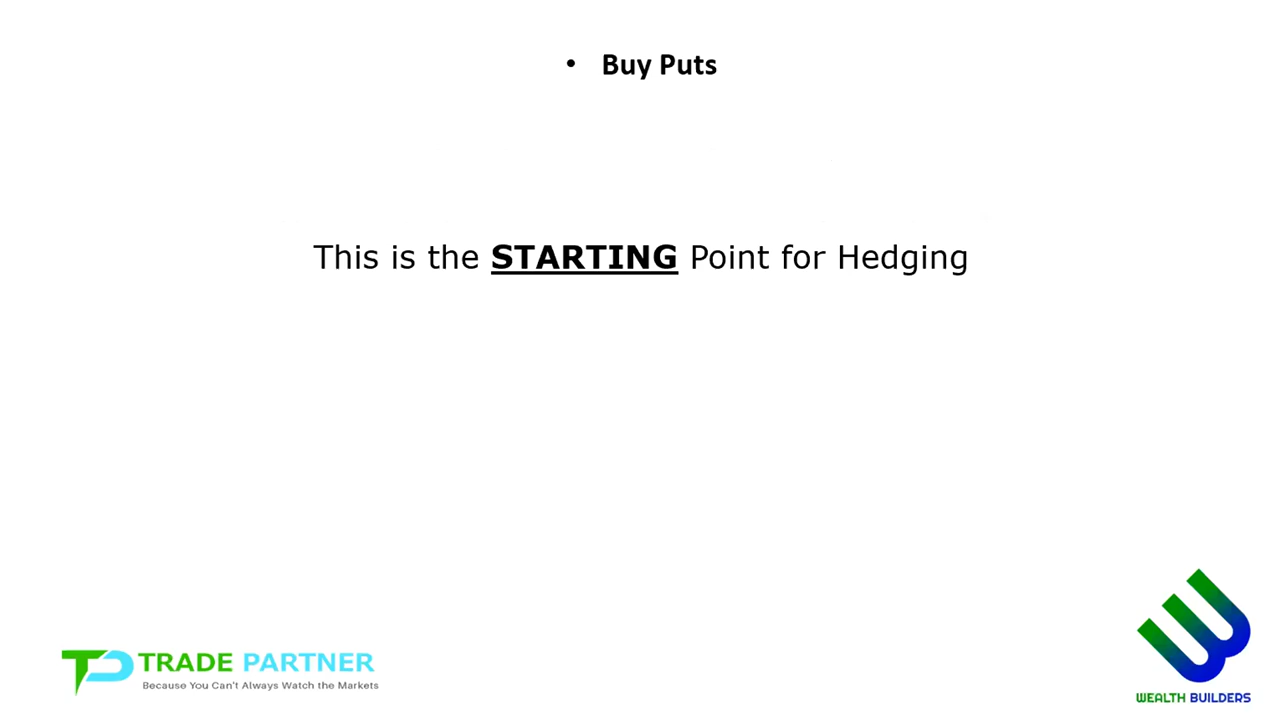 • Buy Puts
This is the STARTING Point for Hedging
TRADE PARTNER
Because You Can't Always Watch the Markets
WEALTH BUILDERS